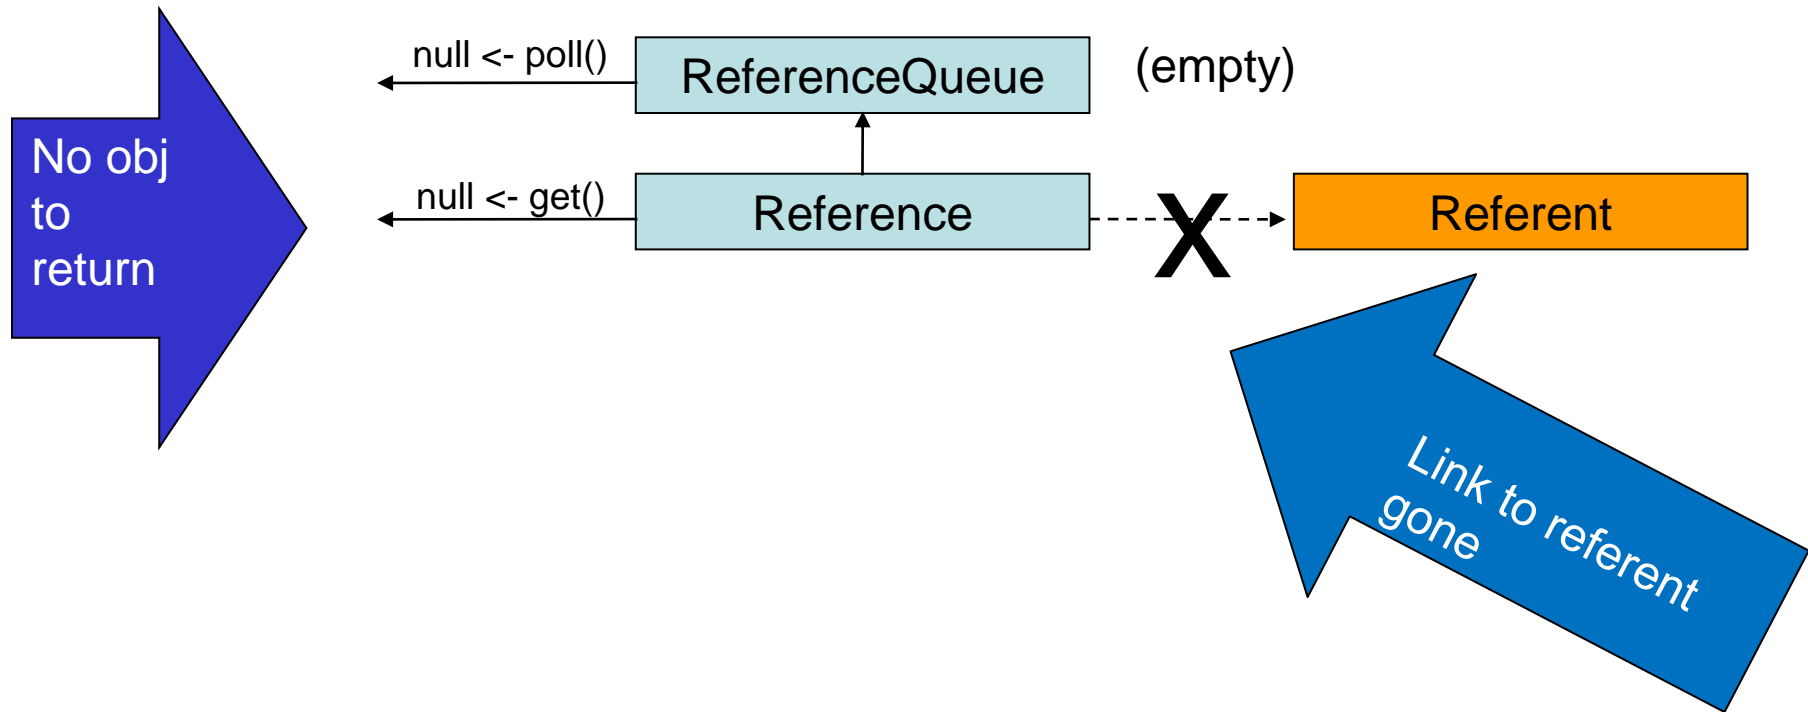 null <- poll()
ReferenceQueue
(empty)
No obj
to
return
null <- get()
Reference
X
Referent
Link to referent
gone